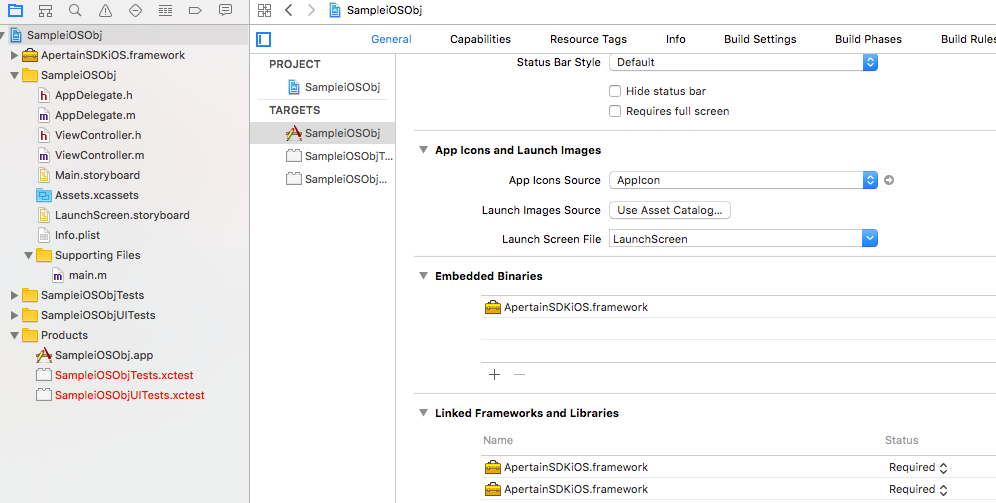 SampleiOSObj
ApertainSDKiOS.framework
SampleiOSObj
AppDelegate.h
AppDelegate.m
ViewController.h
ViewController.m
Main.storyboard
Assets.xcassets
LaunchScreen.storyboard
Info.plist
Supporting Files
main.m
SampleiOSObjTests
SampleiOSObjUITests
Products
SampleiOSObj.app
SampleiOSObjTests.xctest
SampleiOSObjUITests.xctest
SampleiOSObj
General Capabilities Resource Tags Info Build Settings Build Phases Build Rules
PROJECT
SampleiOSObj
TARGETS
SampleiOSObj
SampleiOSObjT...
SampleiOSObj...
Status Bar Style Default
Hide status bar
Requires full screen
App Icons and Launch Images
App Icons Source AppIcon
Launch Images Source Use Asset Catalog...
Launch Screen File LaunchScreen
Embedded Binaries
ApertainSDKiOS.framework
Linked Frameworks and Libraries
Name Status
ApertainSDKiOS.framework Required
ApertainSDKiOS.framework Required